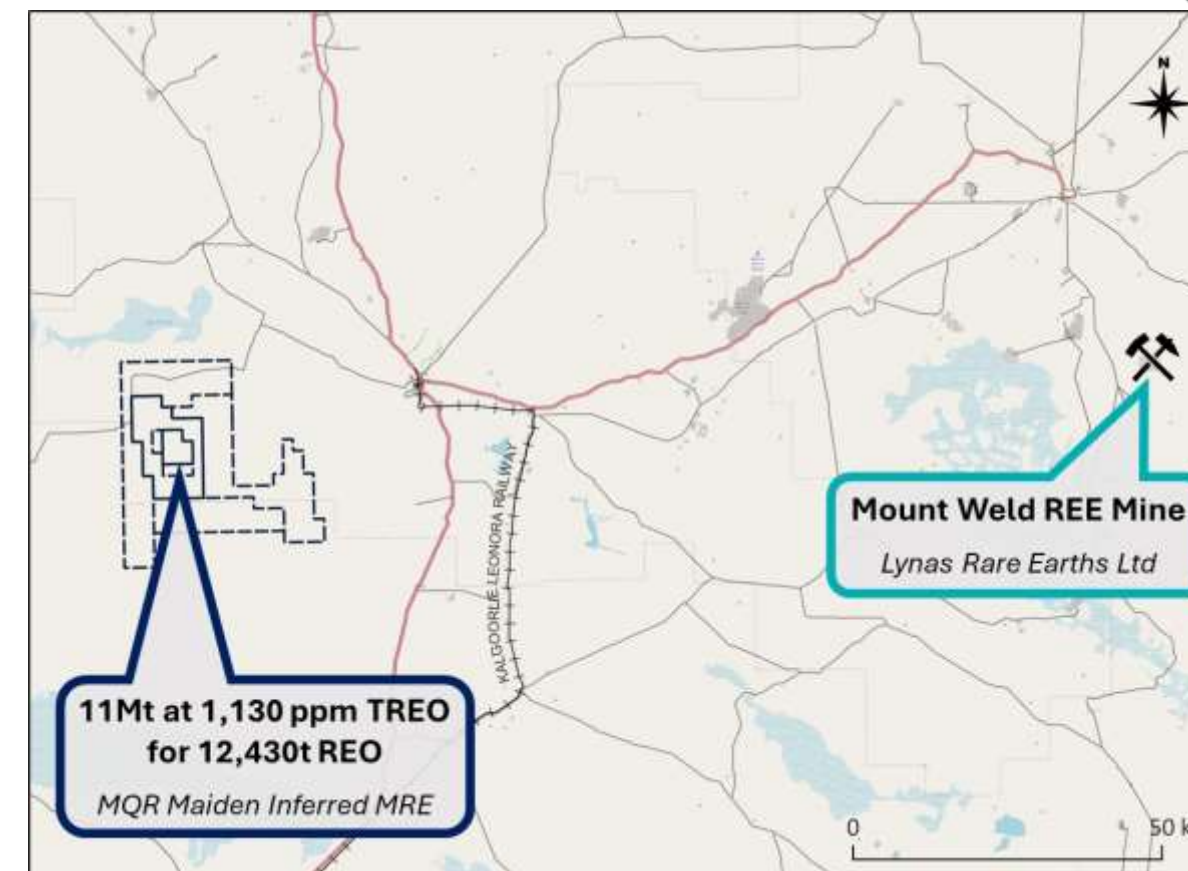 N
KALGOORLIE LEONORA RAILWAY
Mount Weld REE Mine
Lynas Rare Earths Ltd
11Mt at 1,130 ppm TREO
for 12,430t REO
MQR Maiden Inferred MRE
0
50 k